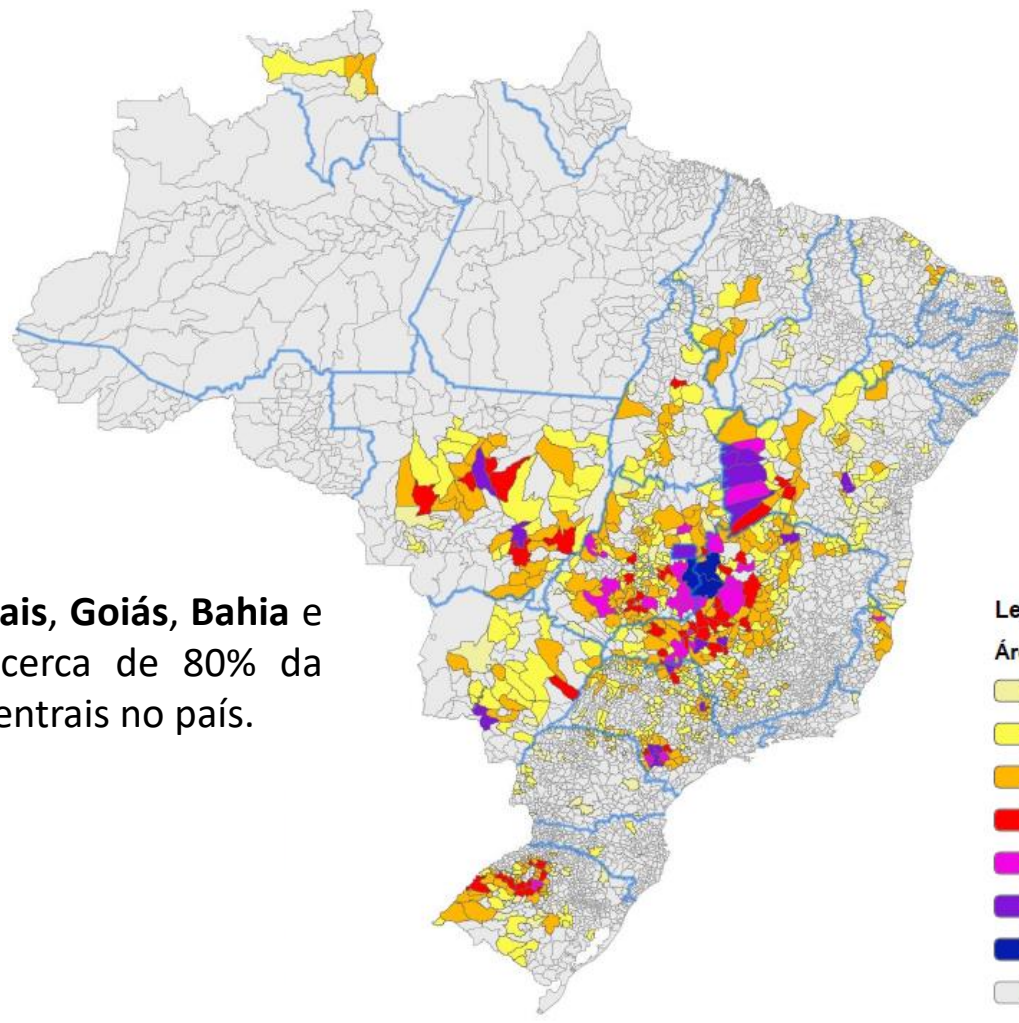 ais, Goiás, Bahia e
cerca de 80% da
entrais no país.
Le
Ár